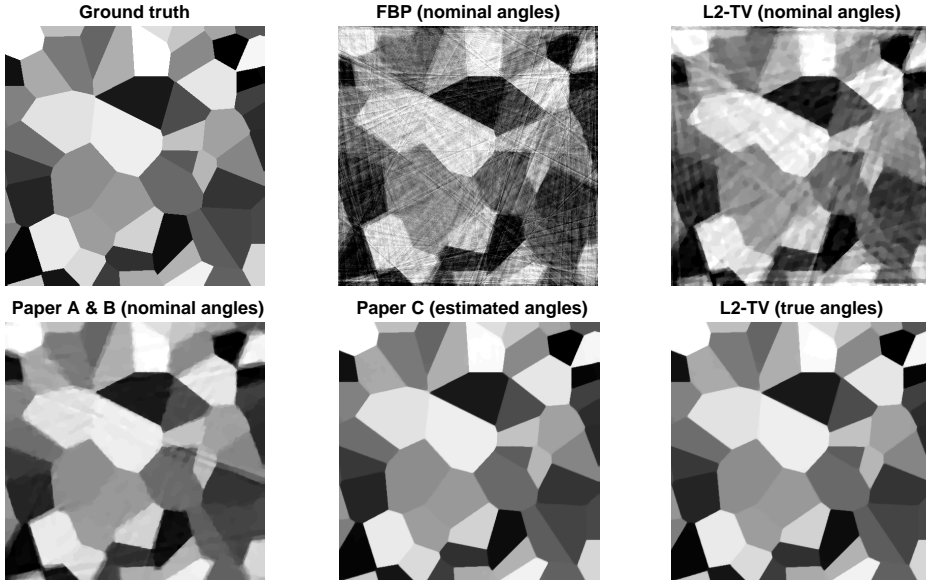 Ground truth
FBP (nominal angles)
L2-TV (nominal angles)
Paper A & B (nominal angles)
Paper C (estimated angles)
L2-TV (true angles)